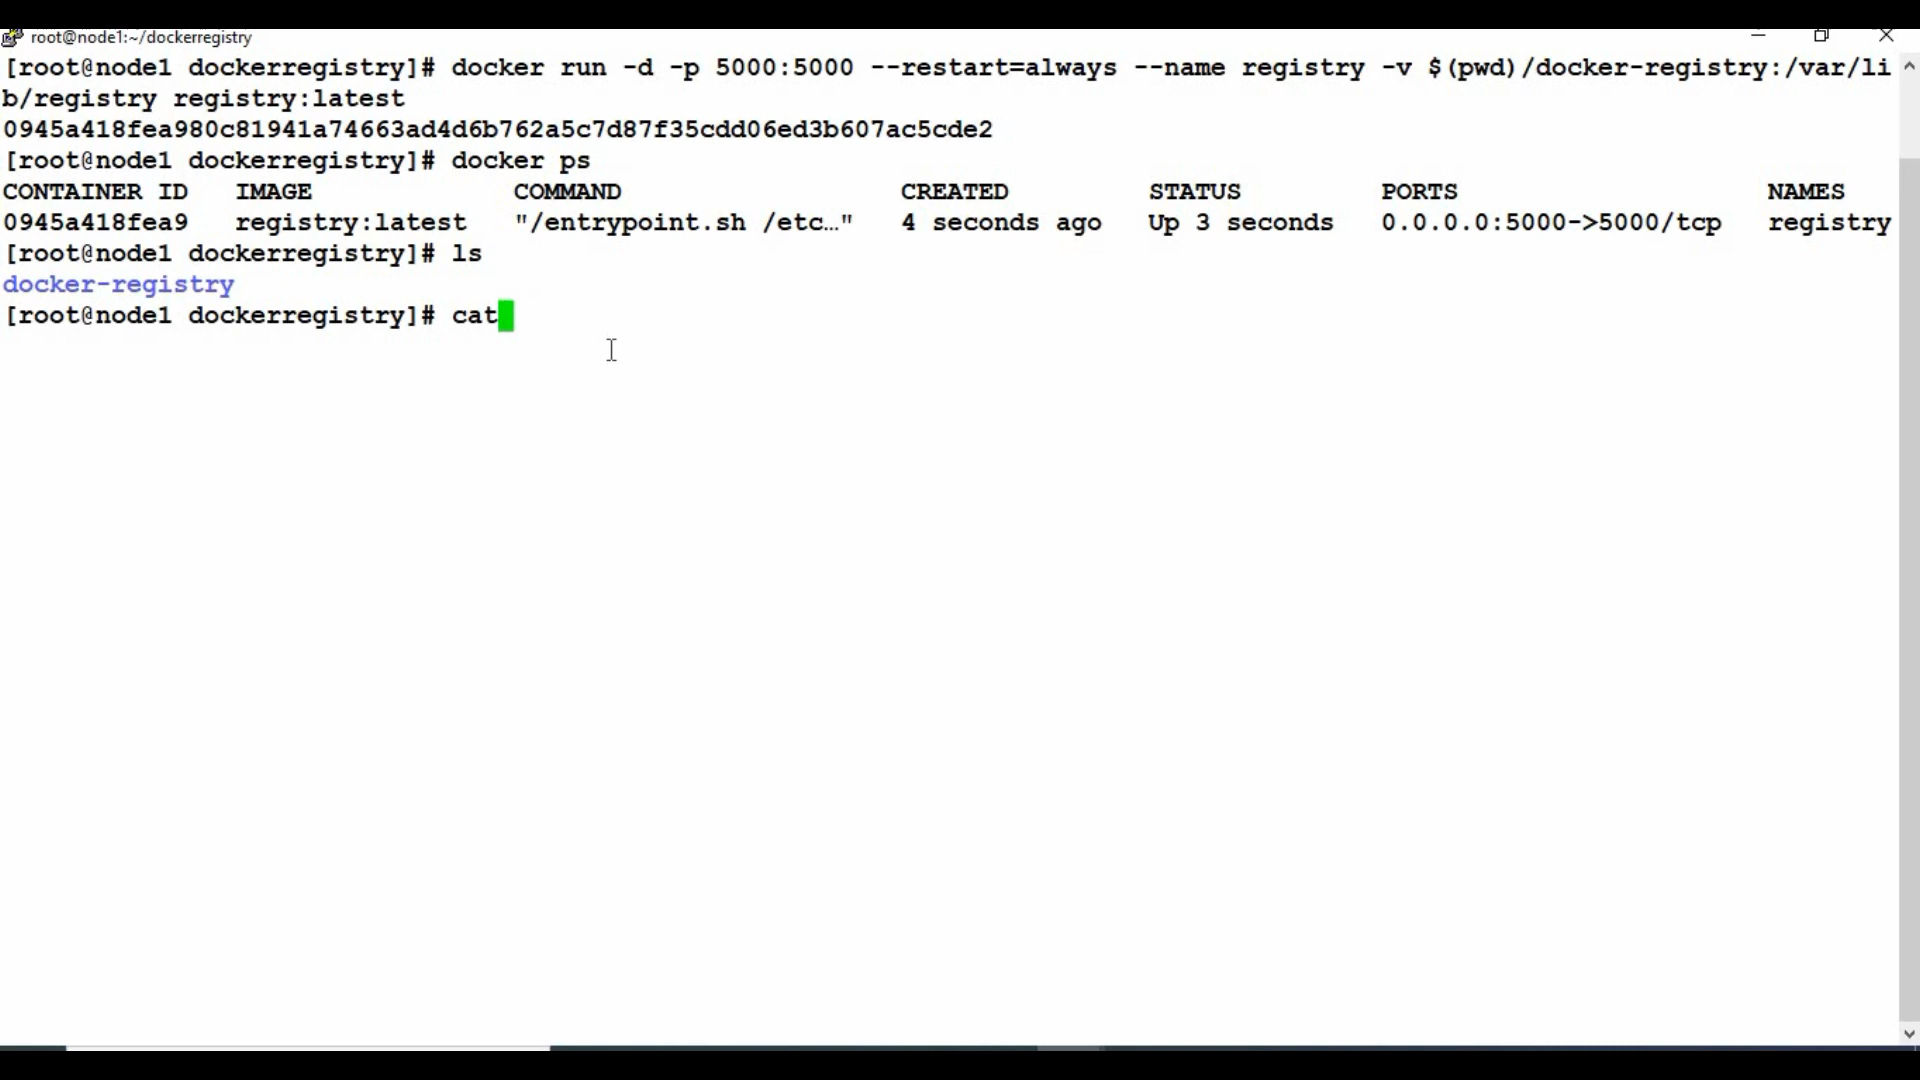 root@node1:~/dockerregistry
[root@node1 dockerregistry]# docker run -d -p 5000:5000 --restart=always --name registry -v $(pwd)/docker-registry:/var/li
b/registry registry:latest
0945a418fea980c81941a74663ad4d6b762a5c7d87f35cdd06ed3b607ac5cde2
[root@node1 dockerregistry]# docker ps
CONTAINER ID   IMAGE             COMMAND                  CREATED         STATUS         PORTS                    NAMES
0945a418fea9   registry:latest   "/entrypoint.sh /etc…"   4 seconds ago   Up 3 seconds   0.0.0.0:5000->5000/tcp   registry
[root@node1 dockerregistry]# ls
docker-registry
[root@node1 dockerregistry]# cat